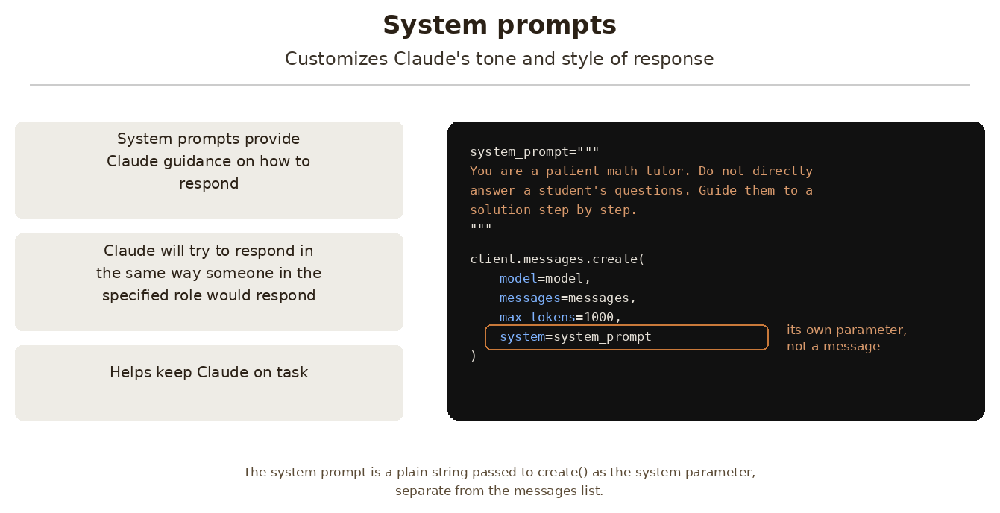 System prompts
Customizes Claude's tone and style of response
System prompts provide
Claude guidance on how to
respond
Claude will try to respond in
the same way someone in the
specified role would respond
Helps keep Claude on task
system_prompt="""
You are a patient math tutor. Do not directly
answer a student's questions. Guide them to a
solution step by step.
"""
client.messages.create(
    model=model,
    messages=messages,
    max_tokens=1000,
    system=system_prompt
)
its own parameter,
not a message
The system prompt is a plain string passed to create() as the system parameter,
separate from the messages list.